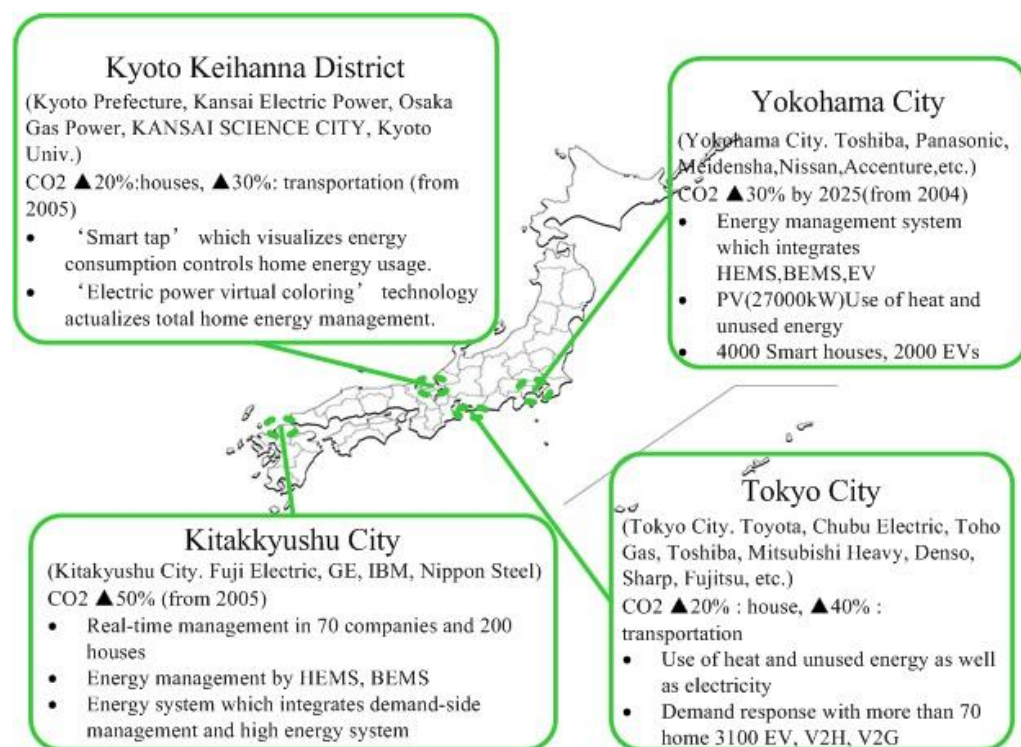 Kyoto Keihanna District
(Kyoto Prefecture, Kansai Electric Power, Osaka
Gas Power, KANSAI SCIENCE CITY, Kyoto
Univ.)
CO2 ▲20%:houses, ▲30%: transportation (from
2005)
• ‘Smart tap’ which visualizes energy
consumption controls home energy usage.
• ‘Electric power virtual coloring’ technology
actualizes total home energy management.
Yokohama City
(Yokohama City. Toshiba, Panasonic,
Meidensha,Nissan,Accenture,etc.)
CO2 ▲30% by 2025(from 2004)
• Energy management system
which integrates
HEMS,BEMS,EV
• PV(27000kW)Use of heat and
unused energy
• 4000 Smart houses, 2000 EVs
Kitakkyushu City
(Kitakyushu City. Fuji Electric, GE, IBM, Nippon Steel)
CO2 ▲50% (from 2005)
• Real-time management in 70 companies and 200
houses
• Energy management by HEMS, BEMS
• Energy system which integrates demand-side
management and high energy system
Tokyo City
(Tokyo City. Toyota, Chubu Electric, Toho
Gas, Toshiba, Mitsubishi Heavy, Denso,
Sharp, Fujitsu, etc.)
CO2 ▲20% : house, ▲40% :
transportation
• Use of heat and unused energy as well
as electricity
• Demand response with more than 70
home 3100 EV, V2H, V2G